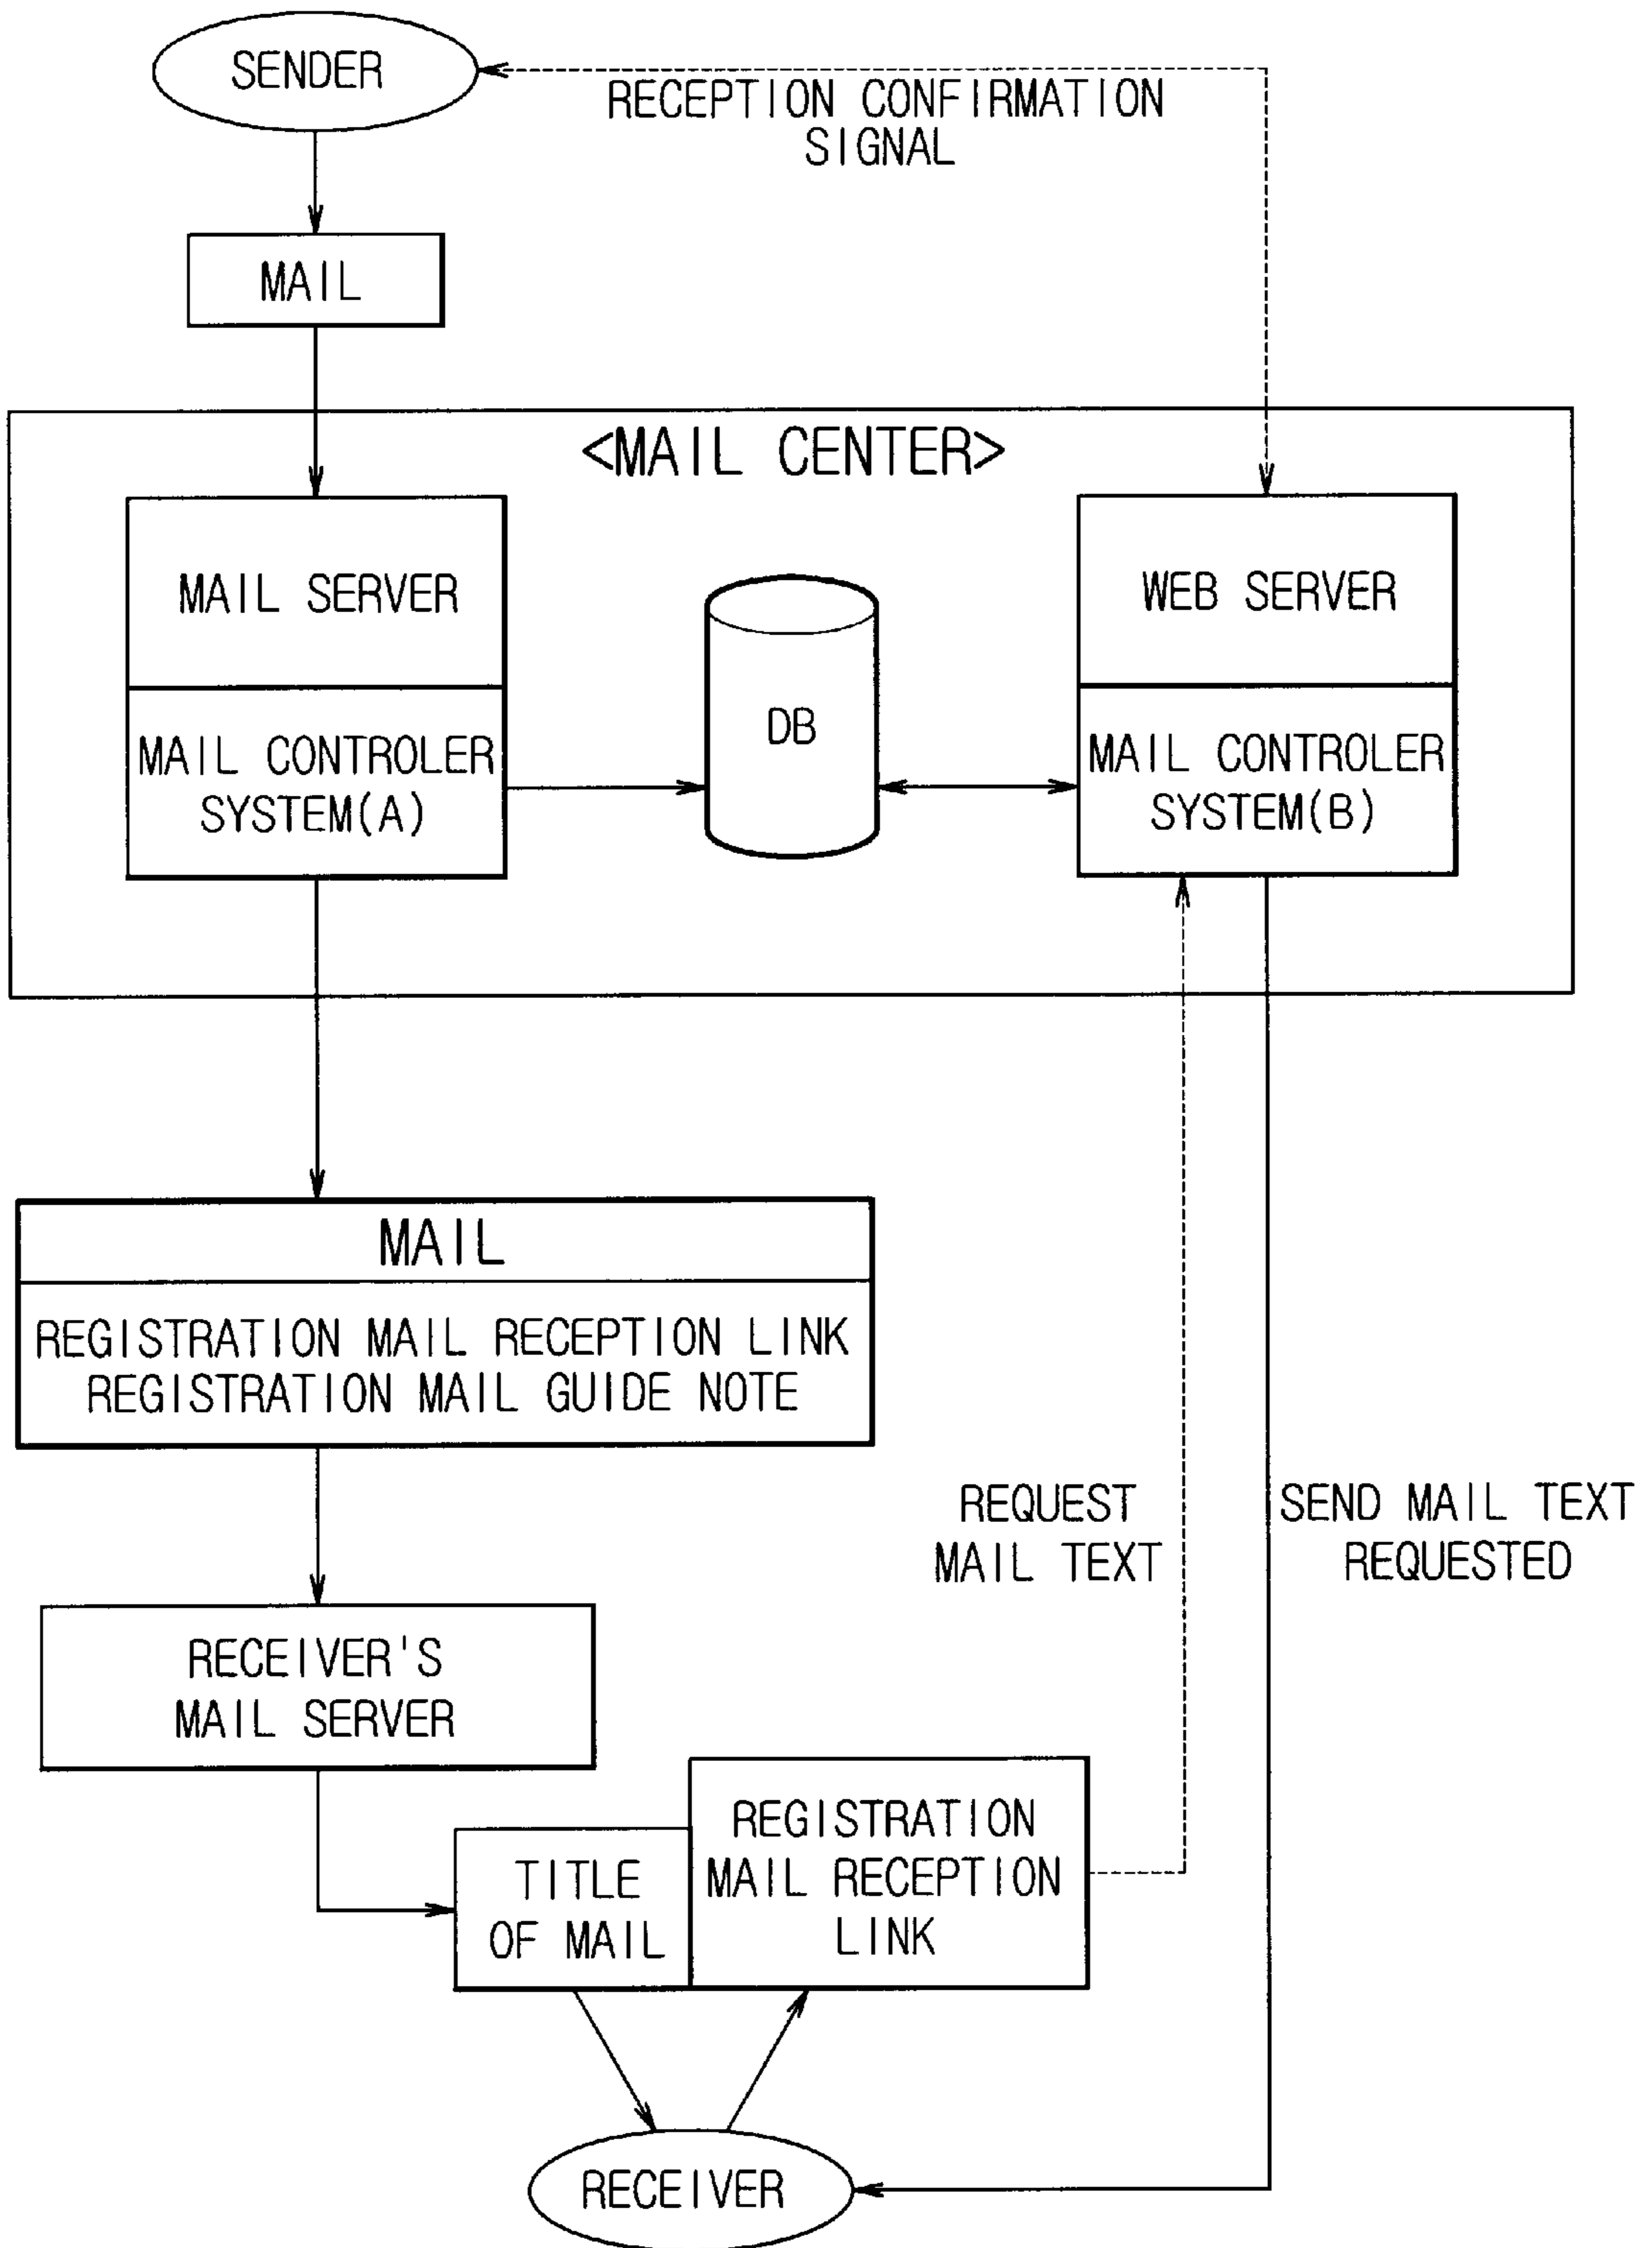 SENDER
RECEPTION CONFIRMATION
SIGNAL
MAIL
<MAIL CENTER>
MAIL SERVER
WEB SERVER
DB
MAIL CONTROLER
SYSTEM(A)
MAIL CONTROLER
SYSTEM(B)
MAIL
REGISTRATION MAIL RECEPTION LINK
REGISTRATION MAIL GUIDE NOTE
REQUEST
MAIL TEXT
SEND MAIL TEXT
REQUESTED
RECEIVER'S
MAIL SERVER
TITLE
OF MAIL
REGISTRATION
MAIL RECEPTION
LINK
RECEIVER